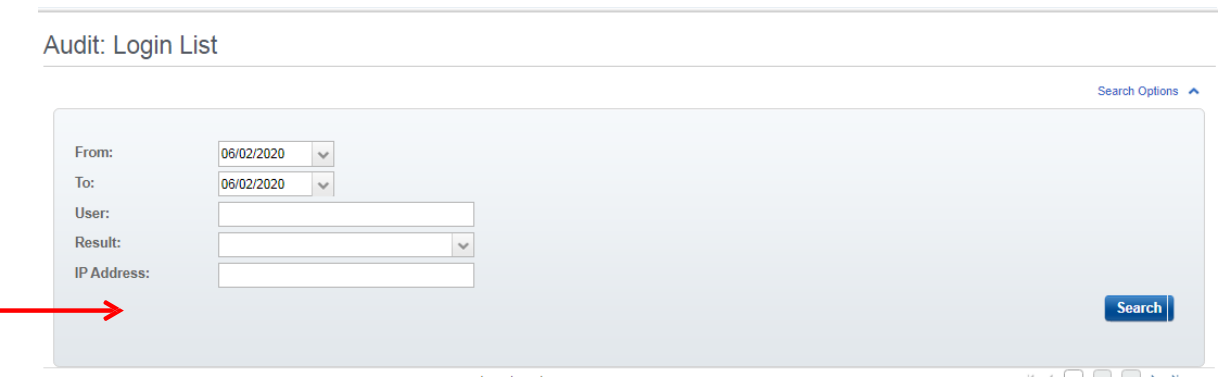 Audit: Login List
Search Options
From: 06/02/2020
To: 06/02/2020
User:
Result:
IP Address:
Search